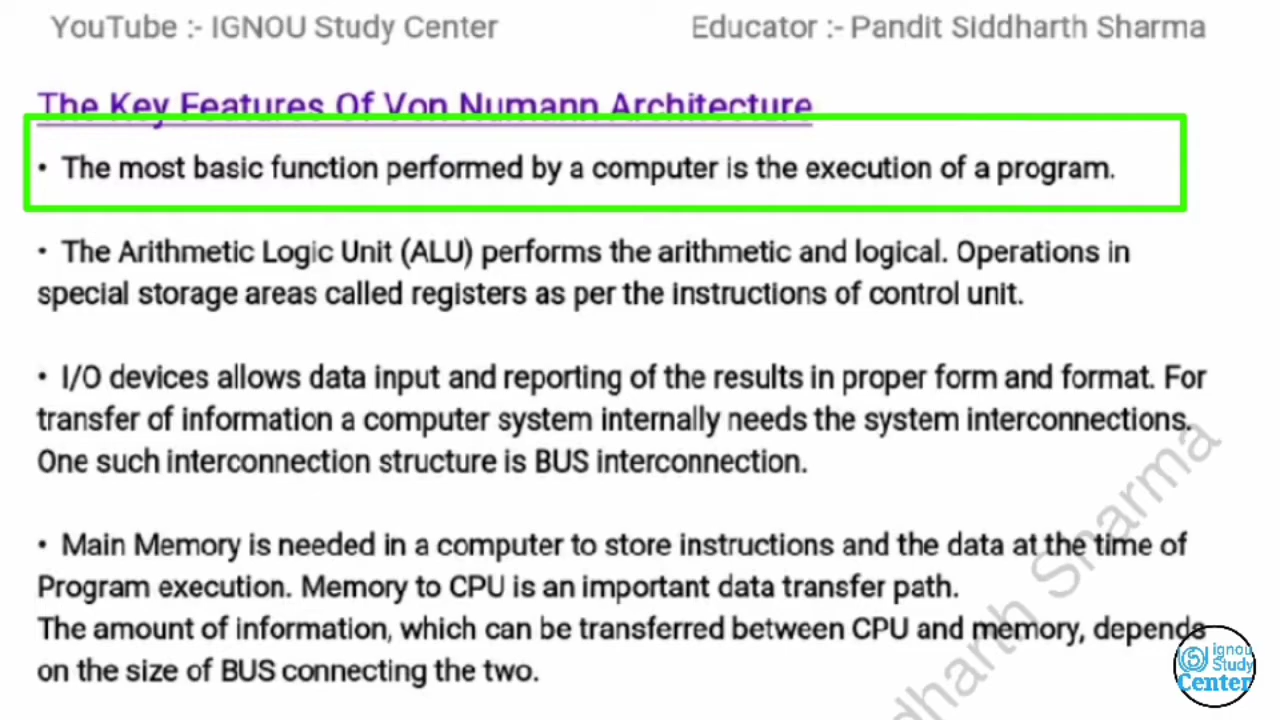 YouTube :- IGNOU Study Center
Educator :- Pandit Siddharth Sharma
The Key Features Of Von Numann Architecture
• The most basic function performed by a computer is the execution of a program.
• The Arithmetic Logic Unit (ALU) performs the arithmetic and logical. Operations in
special storage areas called registers as per the instructions of control unit.
• I/O devices allows data input and reporting of the results in proper form and format. For
transfer of information a computer system internally needs the system interconnections.
One such interconnection structure is BUS interconnection.
• Main Memory is needed in a computer to store instructions and the data at the time of
Program execution. Memory to CPU is an important data transfer path.
The amount of information, which can be transferred between CPU and memory, depends
on the size of BUS connecting the two.
dharth Sharma
ignou
Study
Center